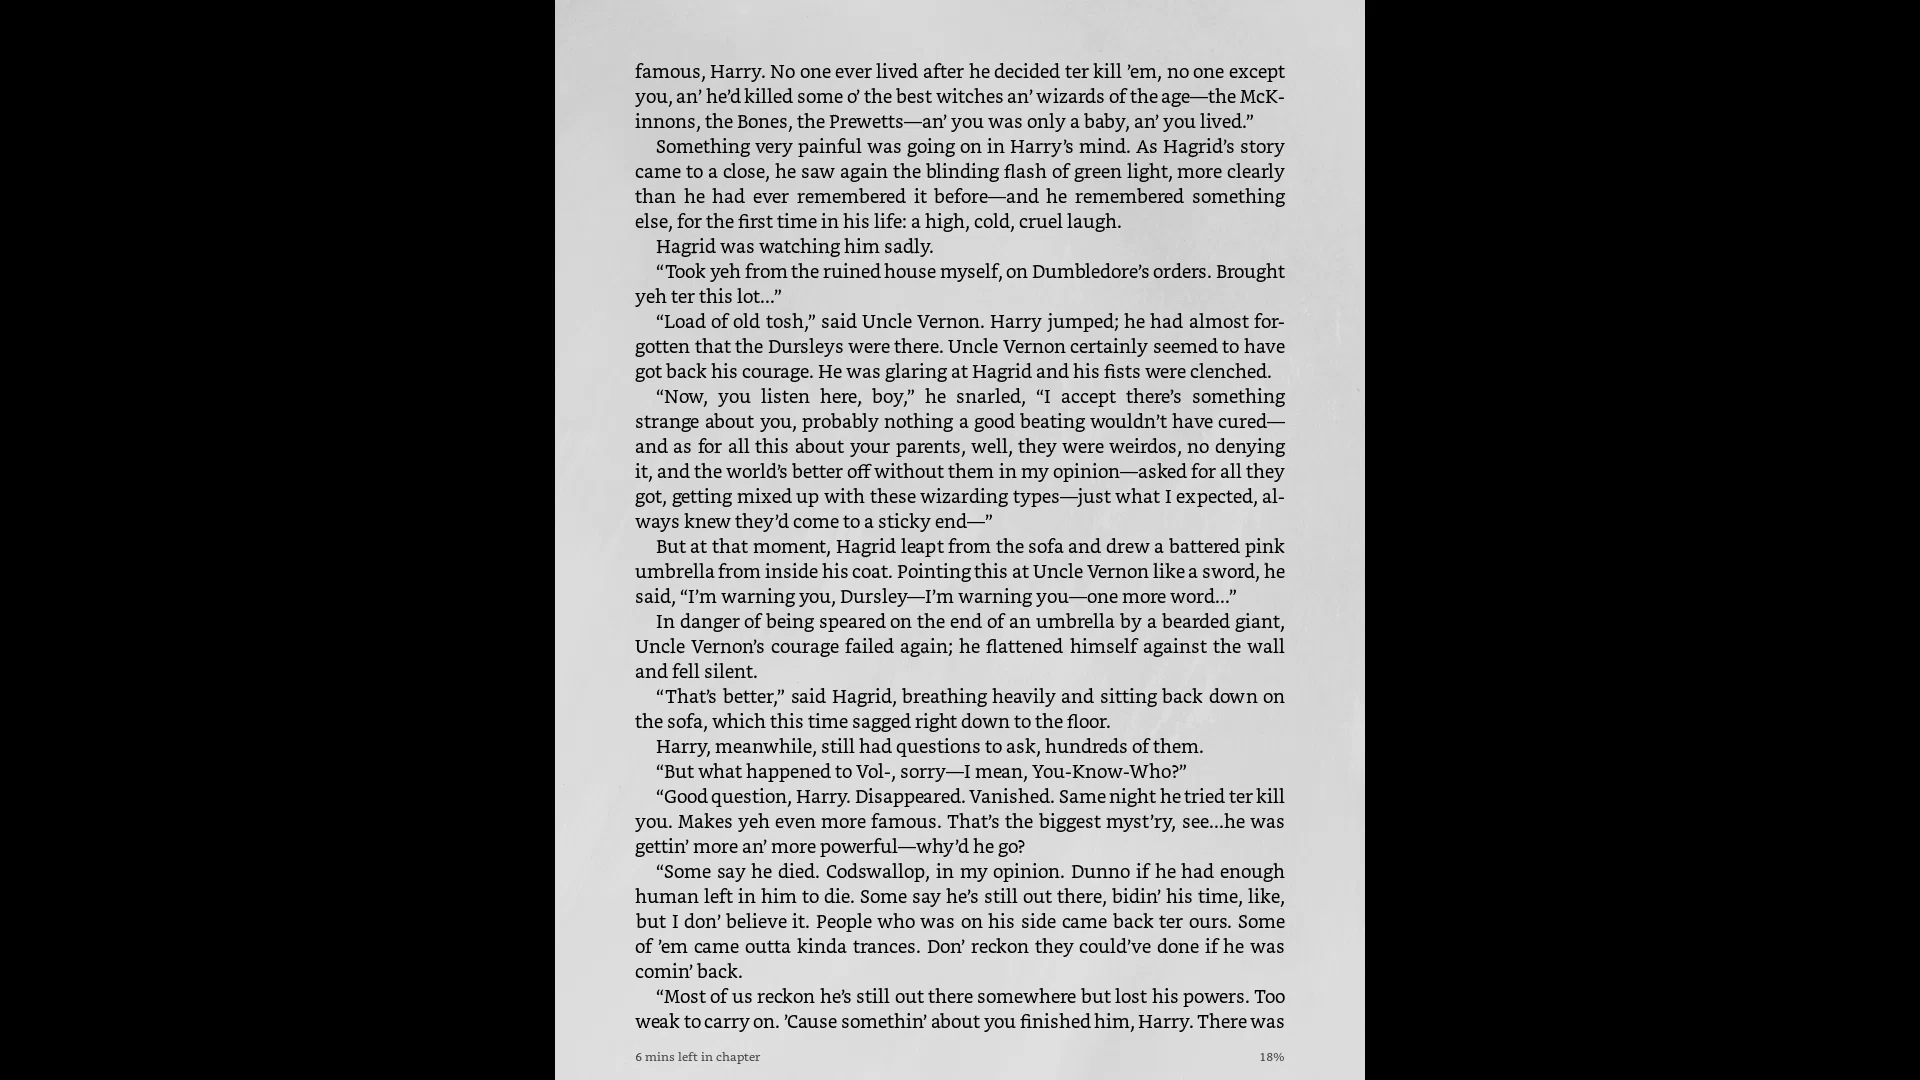 famous, Harry. No one ever lived after he decided ter kill ’em, no one except
you, an’ he’d killed some o’ the best witches an’ wizards of the age—the McK-
innons, the Bones, the Prewetts—an’ you was only a baby, an’ you lived.”
Something very painful was going on in Harry’s mind. As Hagrid’s story
came to a close, he saw again the blinding flash of green light, more clearly
than he had ever remembered it before—and he remembered something
else, for the first time in his life: a high, cold, cruel laugh.
Hagrid was watching him sadly.
“Took yeh from the ruined house myself, on Dumbledore’s orders. Brought
yeh ter this lot...”
“Load of old tosh,” said Uncle Vernon. Harry jumped; he had almost for-
gotten that the Dursleys were there. Uncle Vernon certainly seemed to have
got back his courage. He was glaring at Hagrid and his fists were clenched.
“Now, you listen here, boy,” he snarled, “I accept there’s something
strange about you, probably nothing a good beating wouldn’t have cured—
and as for all this about your parents, well, they were weirdos, no denying
it, and the world’s better off without them in my opinion—asked for all they
got, getting mixed up with these wizarding types—just what I expected, al-
ways knew they’d come to a sticky end—”
But at that moment, Hagrid leapt from the sofa and drew a battered pink
umbrella from inside his coat. Pointing this at Uncle Vernon like a sword, he
said, “I’m warning you, Dursley—I’m warning you—one more word...”
In danger of being speared on the end of an umbrella by a bearded giant,
Uncle Vernon’s courage failed again; he flattened himself against the wall
and fell silent.
“That’s better,” said Hagrid, breathing heavily and sitting back down on
the sofa, which this time sagged right down to the floor.
Harry, meanwhile, still had questions to ask, hundreds of them.
“But what happened to Vol-, sorry—I mean, You-Know-Who?”
“Good question, Harry. Disappeared. Vanished. Same night he tried ter kill
you. Makes yeh even more famous. That’s the biggest myst’ry, see...he was
gettin’ more an’ more powerful—why’d he go?
“Some say he died. Codswallop, in my opinion. Dunno if he had enough
human left in him to die. Some say he’s still out there, bidin’ his time, like,
but I don’ believe it. People who was on his side came back ter ours. Some
of ’em came outta kinda trances. Don’ reckon they could’ve done if he was
comin’ back.
“Most of us reckon he’s still out there somewhere but lost his powers. Too
weak to carry on. ’Cause somethin’ about you finished him, Harry. There was
6 mins left in chapter
18%